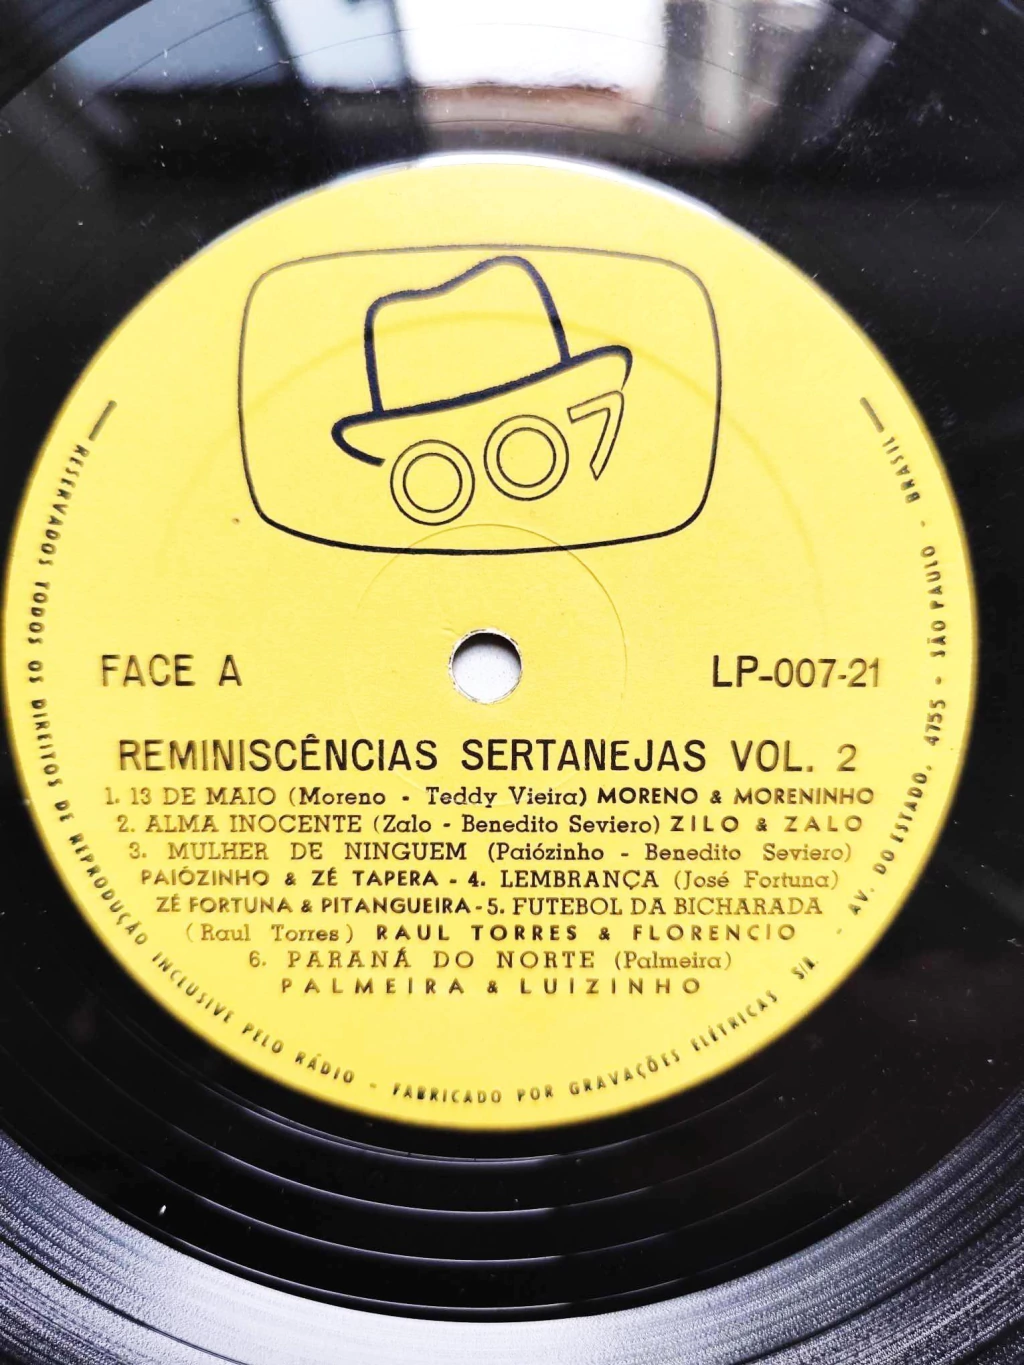 007
FACE A
LP-007-21
REMINISCÊNCIAS SERTANEJAS VOL. 2
1. 13 DE MAIO (Moreno - Teddy Vieira) MORENO & MORENINHO
2. ALMA INOCENTE (Zalo - Benedito Seviero) ZILO & ZALO
3. MULHER DE NINGUEM (Paiózinho - Benedito Seviero)
PAIÓZINHO & ZÉ TAPERA - 4. LEMBRANÇA (José Fortuna)
ZÉ FORTUNA & PITANGUEIRA - 5. FUTEBOL DA BICHARADA
(Raul Torres) RAUL TORRES & FLORENCIO
6. PARANÁ DO NORTE (Palmeira)
PALMEIRA & LUIZINHO
RESERVADOS TODOS OS DIREITOS DE REPRODUÇÃO INCLUSIVE PELO RÁDIO - FABRICADO POR GRAVAÇÕES ELÉTRICAS S/A. - AV. DO ESTADO, 4755 - SÃO PAULO - BRASIL